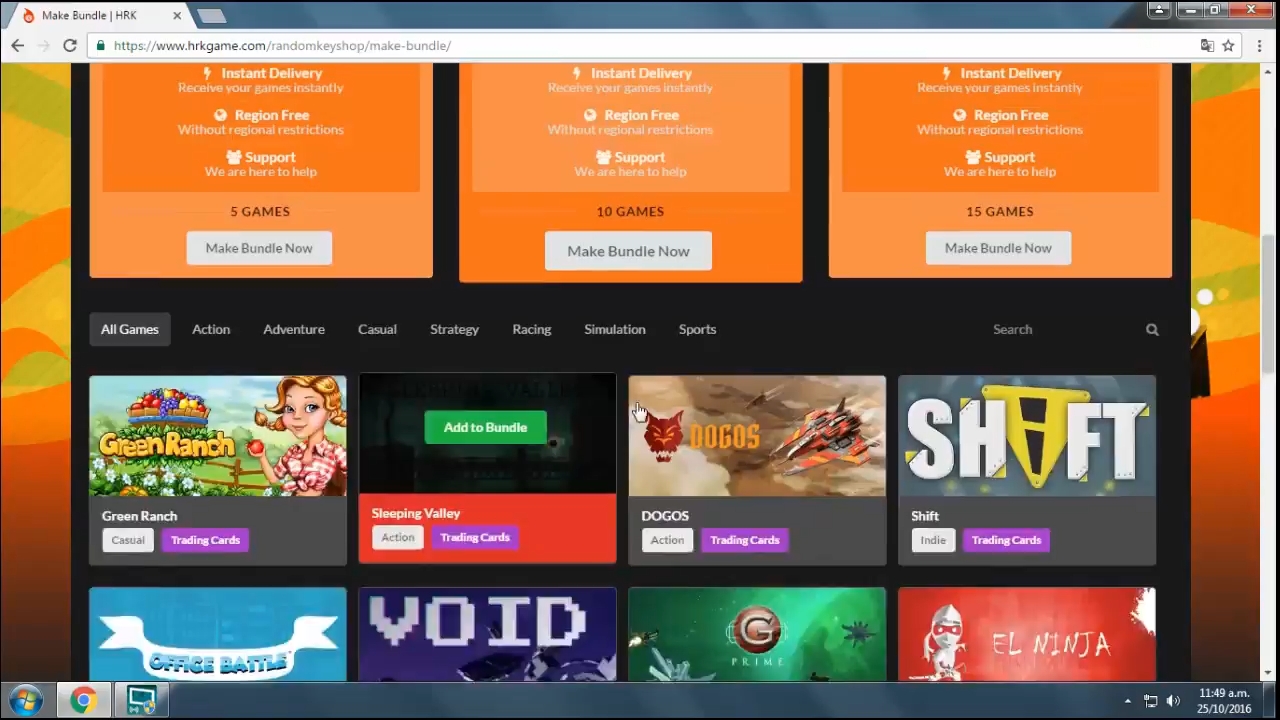 Make Bundle | HRK
https://www.hrkgame.com/randomkeyshop/make-bundle/
Instant Delivery
Receive your games instantly
Region Free
Without regional restrictions
Support
We are here to help
5 GAMES
Make Bundle Now
Instant Delivery
Receive your games instantly
Region Free
Without regional restrictions
Support
We are here to help
10 GAMES
Make Bundle Now
Instant Delivery
Receive your games instantly
Region Free
Without regional restrictions
Support
We are here to help
15 GAMES
Make Bundle Now
All Games Action Adventure Casual Strategy Racing Simulation Sports Search
Green Ranch
Green Ranch
Casual Trading Cards
Add to Bundle
Sleeping Valley
Action Trading Cards
DOGOS
DOGOS
Action Trading Cards
SHIFT
Shift
Indie Trading Cards
OFFICE BATTLE
VOID
G
PRIME
EL NINJA
11:49 a.m.
25/10/2016